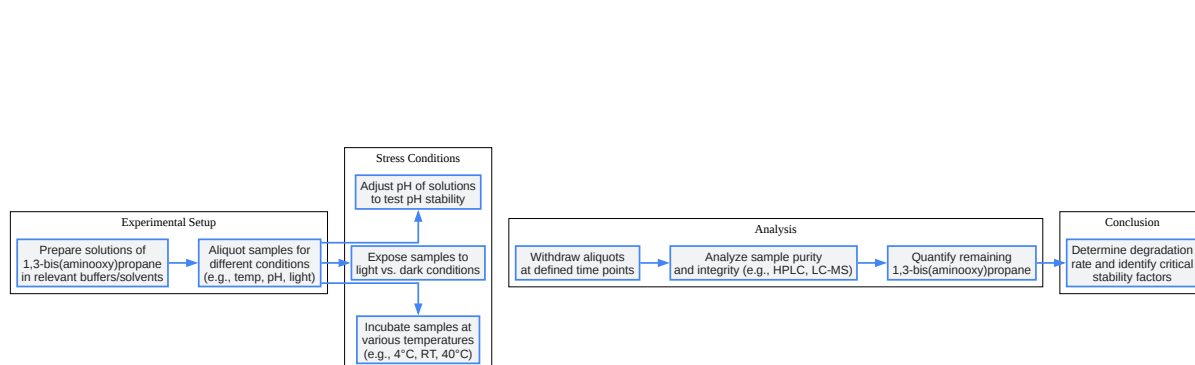 Experimental Setup
Prepare solutions of
1,3-bis(aminooxy)propane
in relevant buffers/solvents
Aliquot samples for
different conditions
(e.g., temp, pH, light)
Stress Conditions
Adjust pH of solutions
to test pH stability
Expose samples to
light vs. dark conditions
Incubate samples at
various temperatures
(e.g., 4°C, RT, 40°C)
Analysis
Withdraw aliquots
at defined time points
Analyze sample purity
and integrity (e.g., HPLC, LC-MS)
Quantify remaining
1,3-bis(aminooxy)propane
Conclusion
Determine degradation
rate and identify critical
stability factors